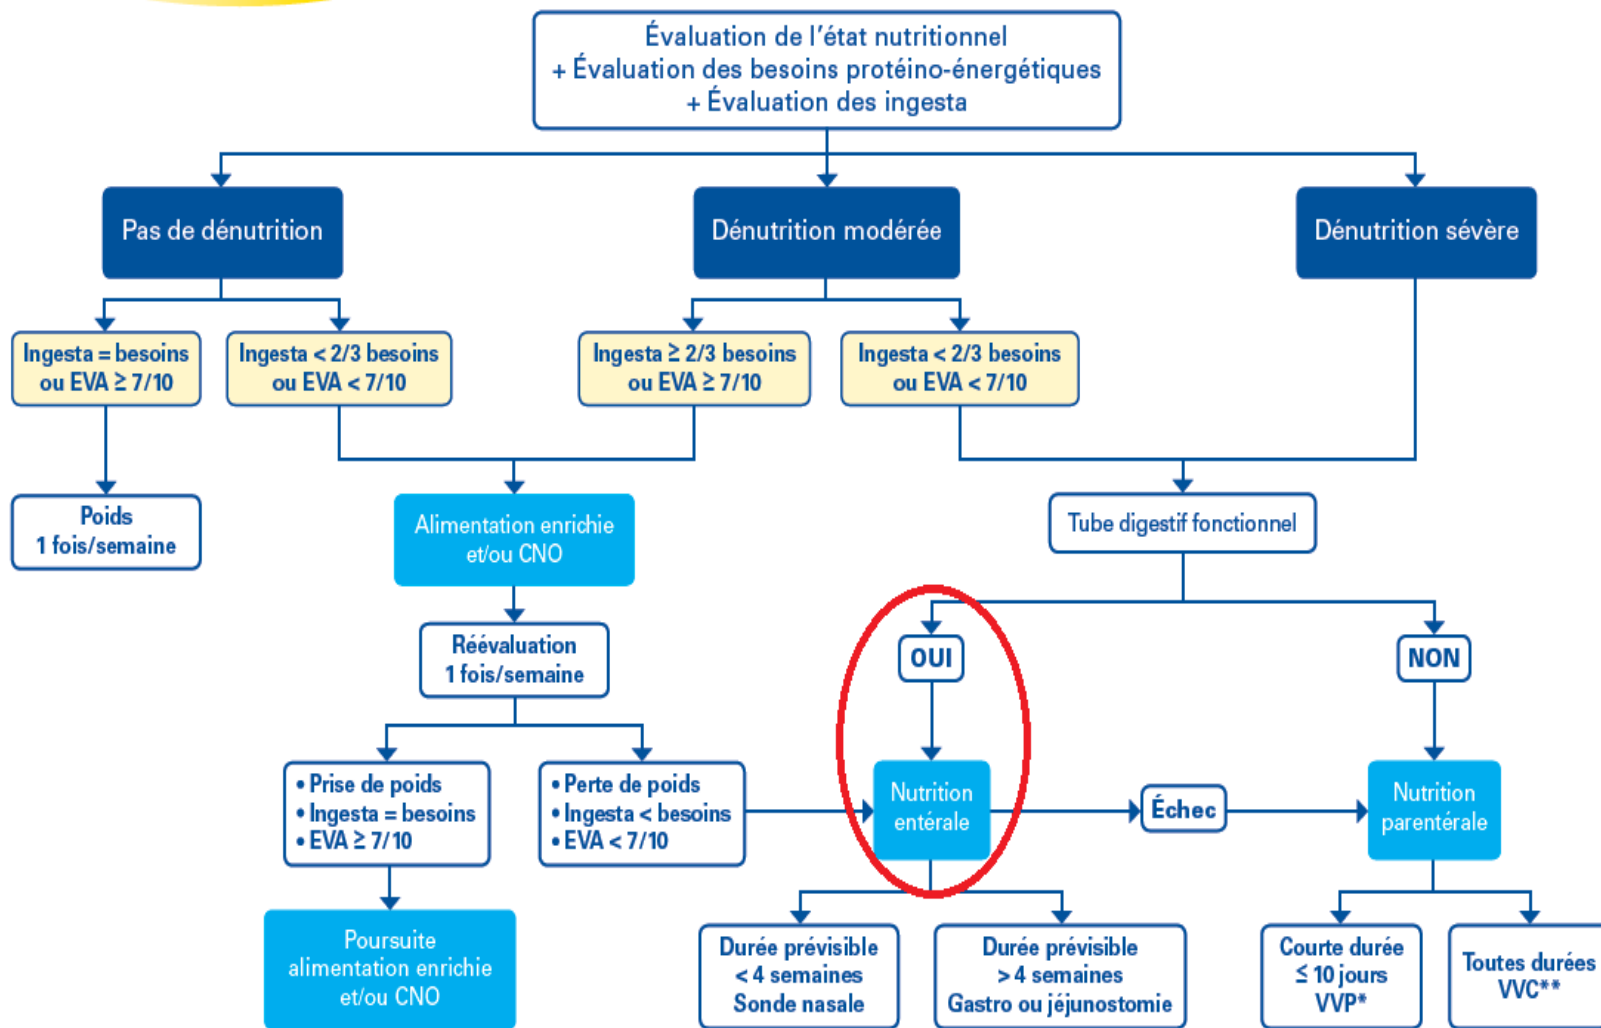 Évaluation de l'état nutritionnel
+ Évaluation des besoins protéino-énergétiques
+ Évaluation des ingesta
Pas de dénutrition
Dénutrition modérée
Dénutrition sévère
Ingesta = besoins
ou EVA ≥ 7/10
Ingesta < 2/3 besoins
ou EVA < 7/10
Ingesta ≥ 2/3 besoins
ou EVA ≥ 7/10
Ingesta < 2/3 besoins
ou EVA < 7/10
Poids
1 fois/semaine
Alimentation enrichie
et/ou CNO
Tube digestif fonctionnel
Réévaluation
1 fois/semaine
OUI
NON
• Prise de poids
• Ingesta = besoins
• EVA ≥ 7/10
• Perte de poids
• Ingesta < besoins
• EVA < 7/10
Nutrition
entérale
Échec
Nutrition
parentérale
Poursuite
alimentation enrichie
et/ou CNO
Durée prévisible
< 4 semaines
Sonde nasale
Durée prévisible
> 4 semaines
Gastro ou jéjunostomie
Courte durée
≤ 10 jours
VVP*
Toutes durées
VVC**